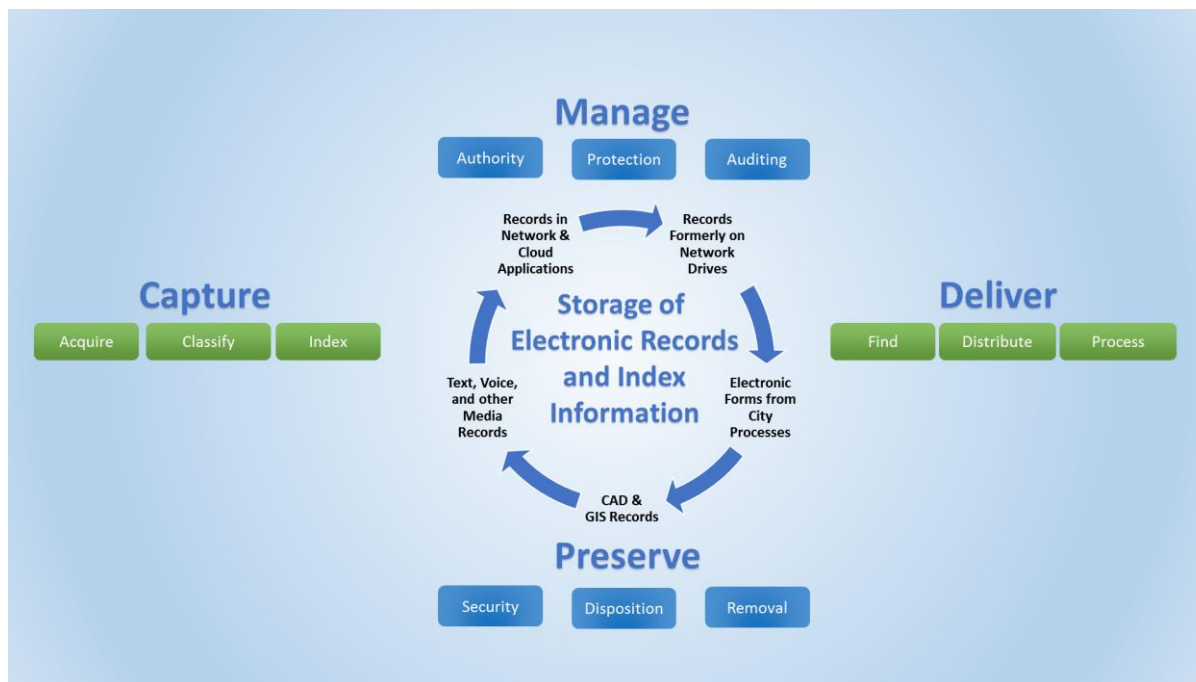 Manage
Authority
Protection
Auditing
Records in
Network &
Cloud
Applications
Records
Formerly on
Network
Drives
Capture
Acquire
Classify
Index
Storage of
Electronic Records
and Index
Information
Deliver
Find
Distribute
Process
Text, Voice,
and other
Media
Records
Electronic
Forms from
City
Processes
CAD &
GIS Records
Preserve
Security
Disposition
Removal